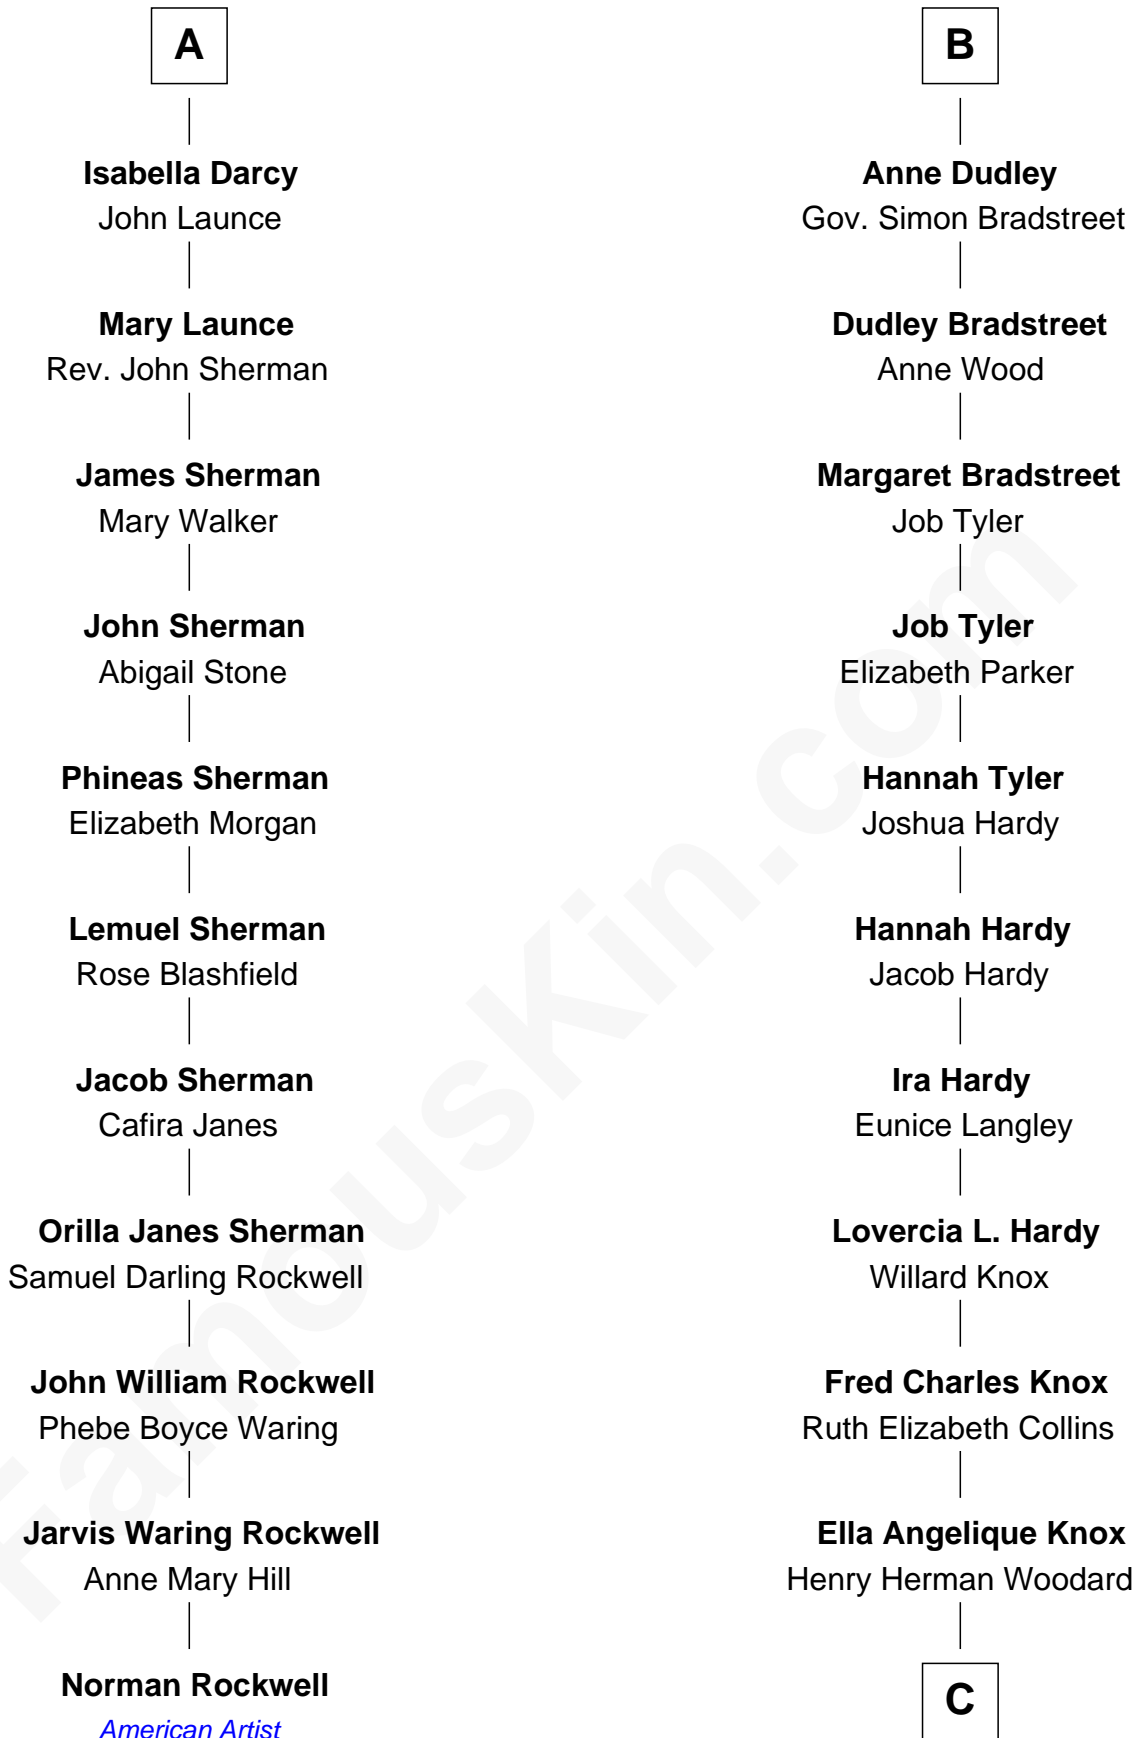 A
Isabella Darcy
John Launce
Mary Launce
Rev. John Sherman
James Sherman
Mary Walker
John Sherman
Abigail Stone
Phineas Sherman
Elizabeth Morgan
Lemuel Sherman
Rose Blashfield
Jacob Sherman
Cafira Janes
Orilla Janes Sherman
Samuel Darling Rockwell
John William Rockwell
Phebe Boyce Waring
Jarvis Waring Rockwell
Anne Mary Hill
Norman Rockwell
American Artist
B
Anne Dudley
Gov. Simon Bradstreet
Dudley Bradstreet
Anne Wood
Margaret Bradstreet
Job Tyler
Job Tyler
Elizabeth Parker
Hannah Tyler
Joshua Hardy
Hannah Hardy
Jacob Hardy
Ira Hardy
Eunice Langley
Lovercia L. Hardy
Willard Knox
Fred Charles Knox
Ruth Elizabeth Collins
Ella Angelique Knox
Henry Herman Woodard
C
FamousKin.com